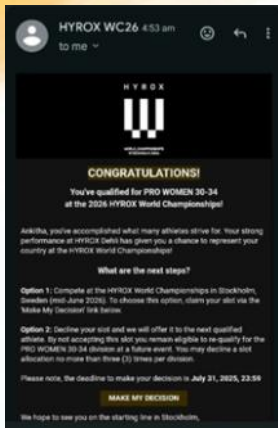 HYROX WC26 4:53 am
to me
HYROX
WORLD CHAMPIONSHIPS
CONGRATULATIONS!
You've qualified for PRO WOMEN 30-34
at the 2026 HYROX World Championships!
Ankitha, you've accomplished what many athletes strive for. Your strong
performance at HYROX Delhi has given you a chance to represent your
country at the HYROX World Championships!
What are the next steps?
Option 1: Compete at the HYROX World Championships in Stockholm,
Sweden (mid-June 2026). To choose this option, claim your slot via the
'Make My Decision' link below.
Option 2: Decline your slot and we will offer it to the next qualified
athlete. By not accepting this slot you remain eligible to re-qualify for the
PRO WOMEN 30-34 division at a future event. You may decline a slot
allocation no more than three (3) times per division.
Please note, the deadline to make your decision is July 31, 2025, 23:59
MAKE MY DECISION
We hope to see you on the starting line in Stockholm,